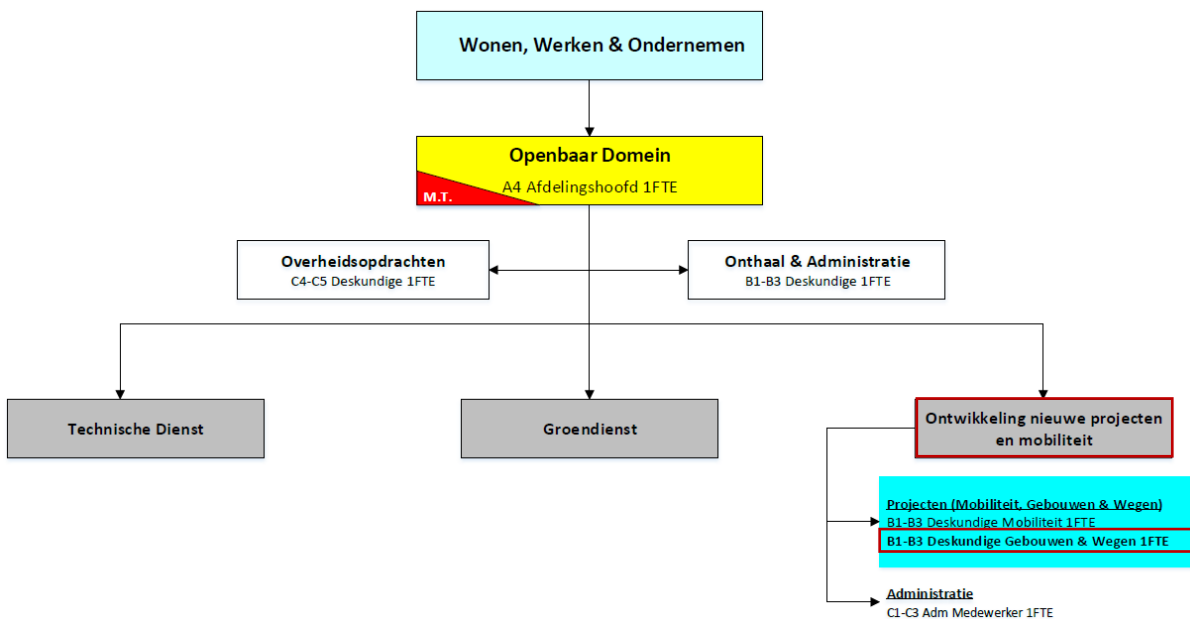 Wonen, Werken & Ondernemen
Openbaar Domein
A4 Afdelingshoofd 1FTE
M.T.
Overheidsopdrachten
C4-C5 Deskundige 1FTE
Onthaal & Administratie
B1-B3 Deskundige 1FTE
Technische Dienst
Groendienst
Ontwikkeling nieuwe projecten
en mobiliteit
Projecten (Mobiliteit, Gebouwen & Wegen)
B1-B3 Deskundige Mobiliteit 1FTE
B1-B3 Deskundige Gebouwen & Wegen 1FTE
Administratie
C1-C3 Adm Medewerker 1FTE